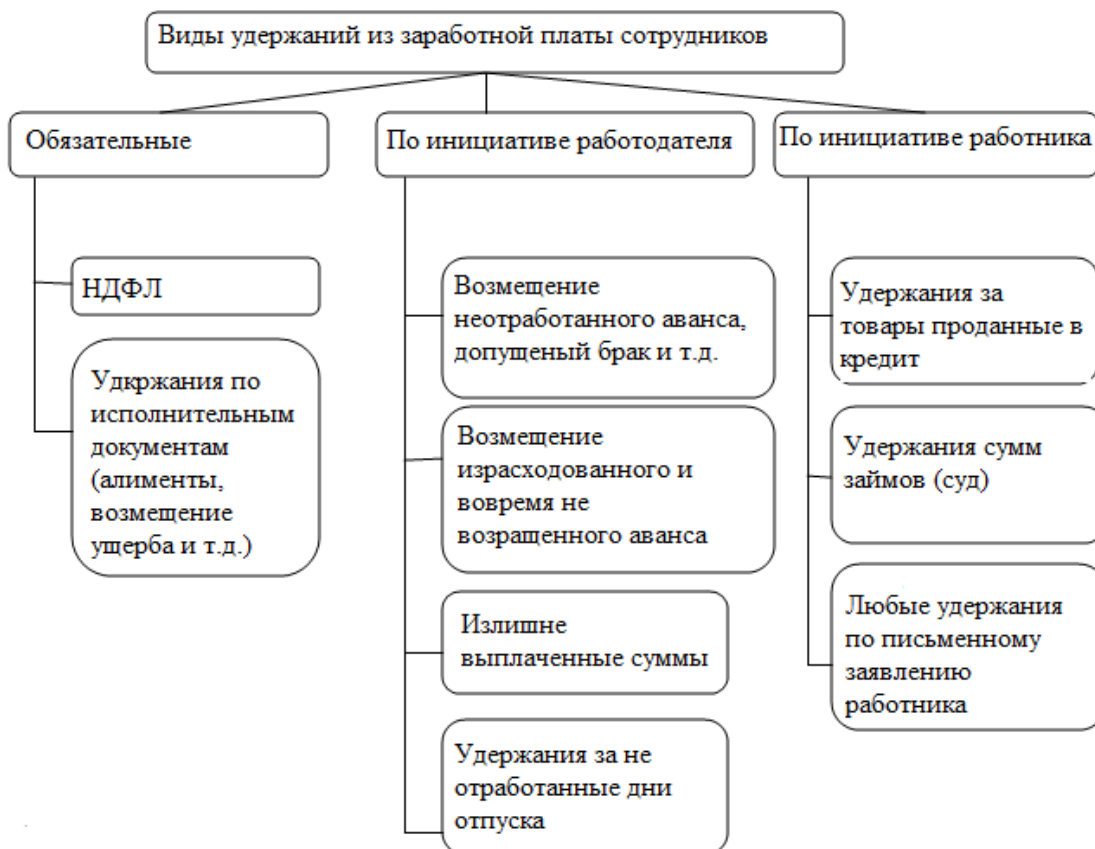 Виды удержаний из заработной платы сотрудников
Обязательные
По инициативе работодателя
По инициативе работника
НДФЛ
Удкржания по
исполнительным
документам
(алименты,
возмещение
ущерба и т.д.)
Возмещение
неотработанного аванса,
допущеный брак и т.д.
Возмещение
израсходованного и
вовремя не
возращенного аванса
Излишне
выплаченные суммы
Удержания за не
отработанные дни
отпуска
Удержания за
товары проданные в
кредит
Удержания сумм
займов (суд)
Любые удержания
по письменному
заявлению
работника